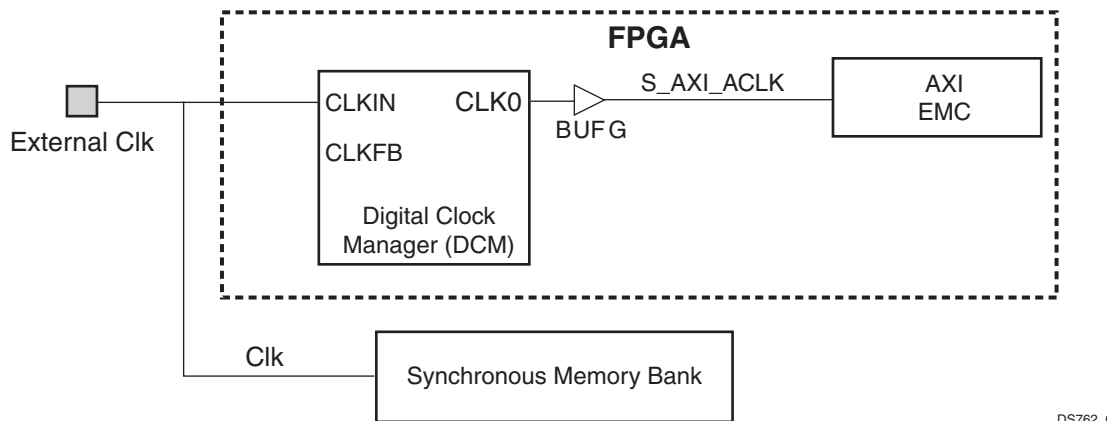 FPGA
External Clk
CLKIN
CLK0
CLKFB
Digital Clock
Manager (DCM)
BUFG
S_AXI_ACLK
AXI
EMC
Clk
Synchronous Memory Bank